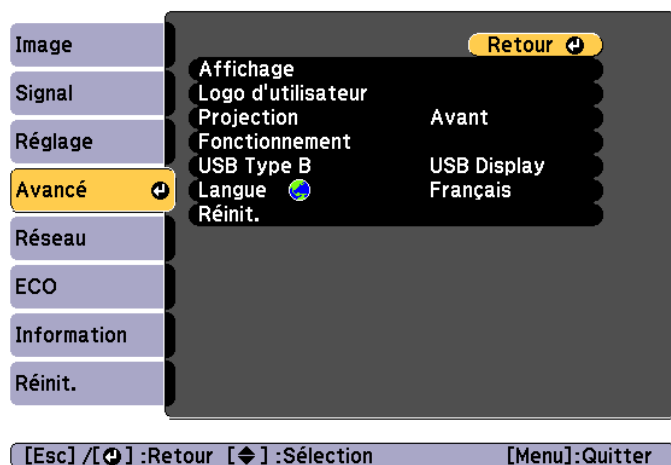 Image
Signal
Réglage
Avancé
Réseau
ECO
Information
Réinit.
Retour
Affichage
Logo d'utilisateur
Projection Avant
Fonctionnement
USB Type B USB Display
Langue Français
Réinit.
[Esc] /[⏎] :Retour [◆] :Sélection [Menu]:Quitter